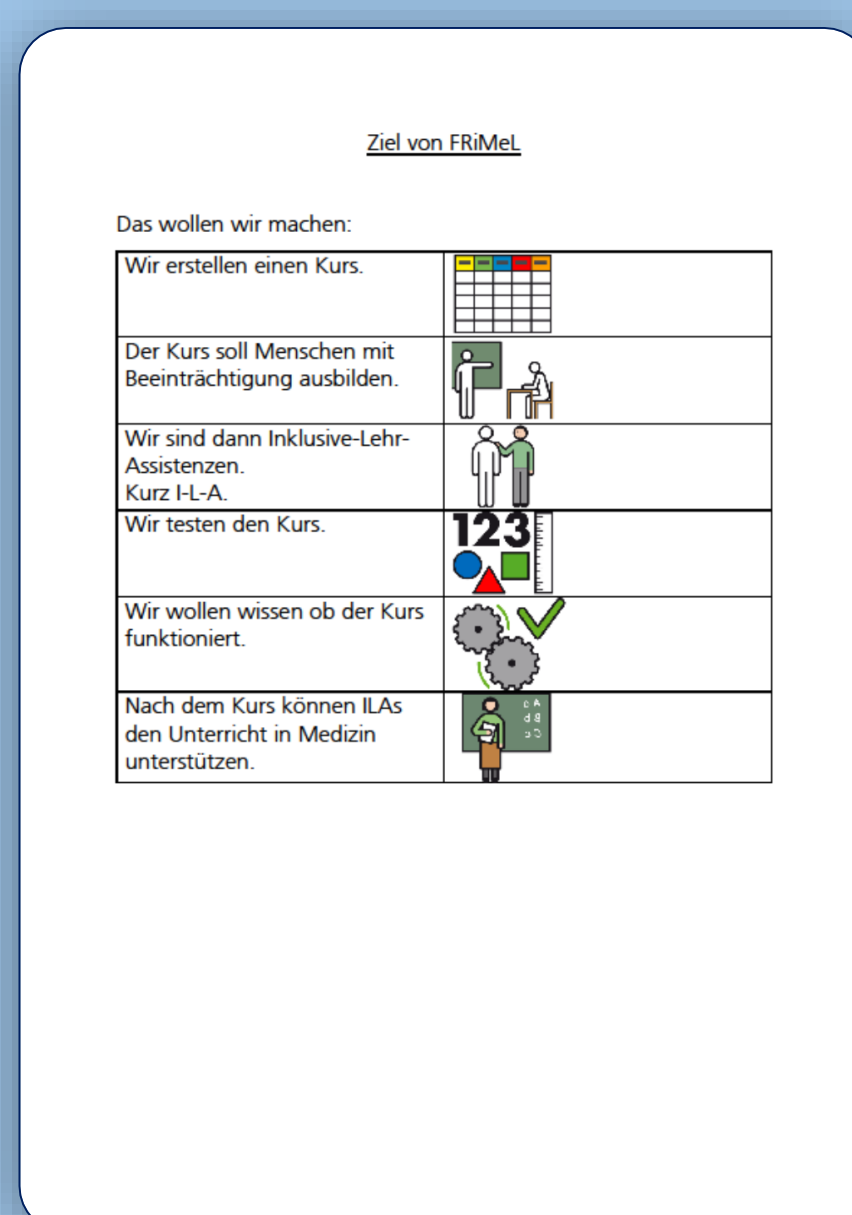 Ziel von FRiMeL
Das wollen wir machen:
Wir erstellen einen Kurs.
Der Kurs soll Menschen mit
Beeinträchtigung ausbilden.
Wir sind dann Inklusive-Lehr-
Assistenzen.
Kurz I-L-A.
Wir testen den Kurs.
123
Wir wollen wissen ob der Kurs
funktioniert.
Nach dem Kurs können ILAs
den Unterricht in Medizin
unterstützen.
A a
B b
C c